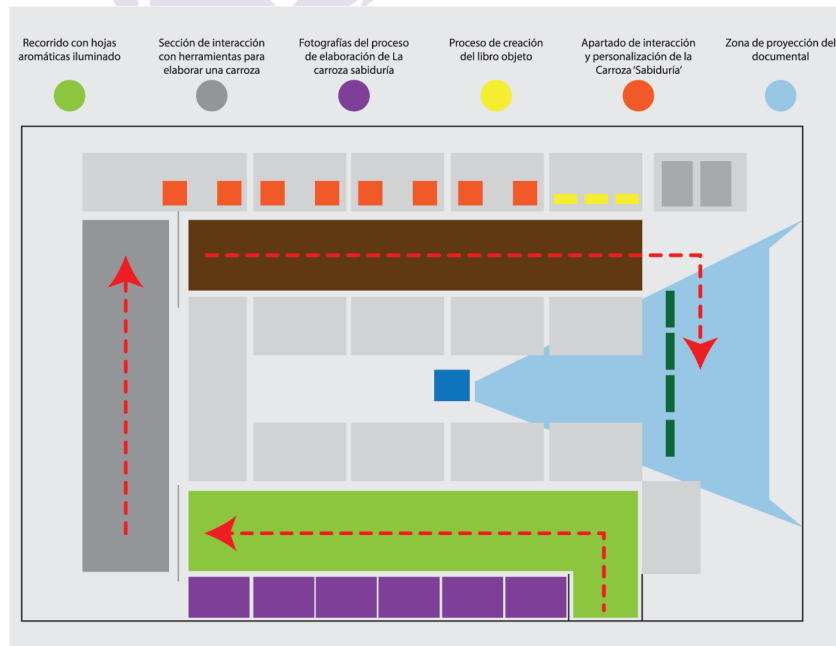 Recorrido con hojas
aromáticas iluminado
Sección de interacción
con herramientas para
elaborar una carroza
Fotografías del proceso
de elaboración de La
carroza sabiduría
Proceso de creación
del libro objeto
Apartado de interacción
y personalización de la
Carroza ‘Sabiduría’
Zona de proyección del
documental